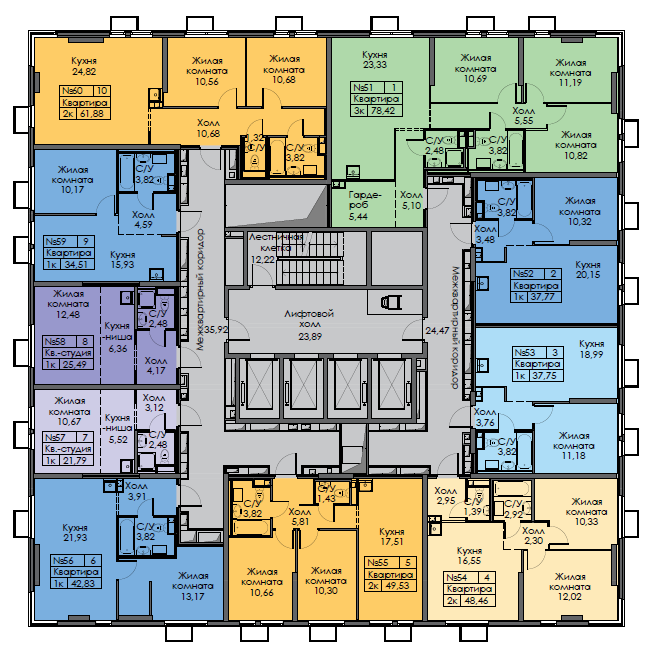 Кухня
24,82
№60 10
Квартира
2к 61,88
Жилая
комната
10,56
Жилая
комната
10,68
Холл
10,68
1,32
С/У
С/У
3,82
Кухня
23,33
№51 1
Квартира
3к 78,42
Жилая
комната
10,69
Жилая
комната
11,19
Холл
5,55
С/У
2,48
С/У
3,82
Жилая
комната
10,82
Гарде-
роб
5,44
Холл
5,10
Жилая
комната
10,17
С/У
3,82
Холл
4,59
№59 9
Квартира
1к 34,51
Кухня
15,93
Межквартирный коридор
35,92
Лестничная
клетка
12,22
Лифтовой
холл
23,89
Межквартирный коридор
24,47
С/У
3,82
Жилая
комната
10,32
Холл
3,48
Кухня
20,15
№52 2
Квартира
1к 37,77
Жилая
комната
12,48
С/У
2,48
Кухня
-ниша
6,36
№58 8
Кв.-студия
1к 25,49
Холл
4,17
№53 3
Квартира
1к 37,75
Кухня
18,99
Холл
3,76
С/У
3,82
Жилая
комната
11,18
Жилая
комната
10,67
Холл
3,12
Кухня
-ниша
5,52
С/У
2,48
№57 7
Кв.-студия
1к 21,79
Холл
3,91
Кухня
21,93
С/У
3,82
№56 6
Квартира
1к 42,83
Жилая
комната
13,17
С/У
3,82
Холл
5,81
С/У
1,43
Жилая
комната
10,66
Жилая
комната
10,30
Кухня
17,51
№55 5
Квартира
2к 49,53
Холл
2,95
С/У
1,39
С/У
2,92
Жилая
комната
10,33
Холл
2,30
Кухня
16,55
№54 4
Квартира
2к 48,46
Жилая
комната
12,02